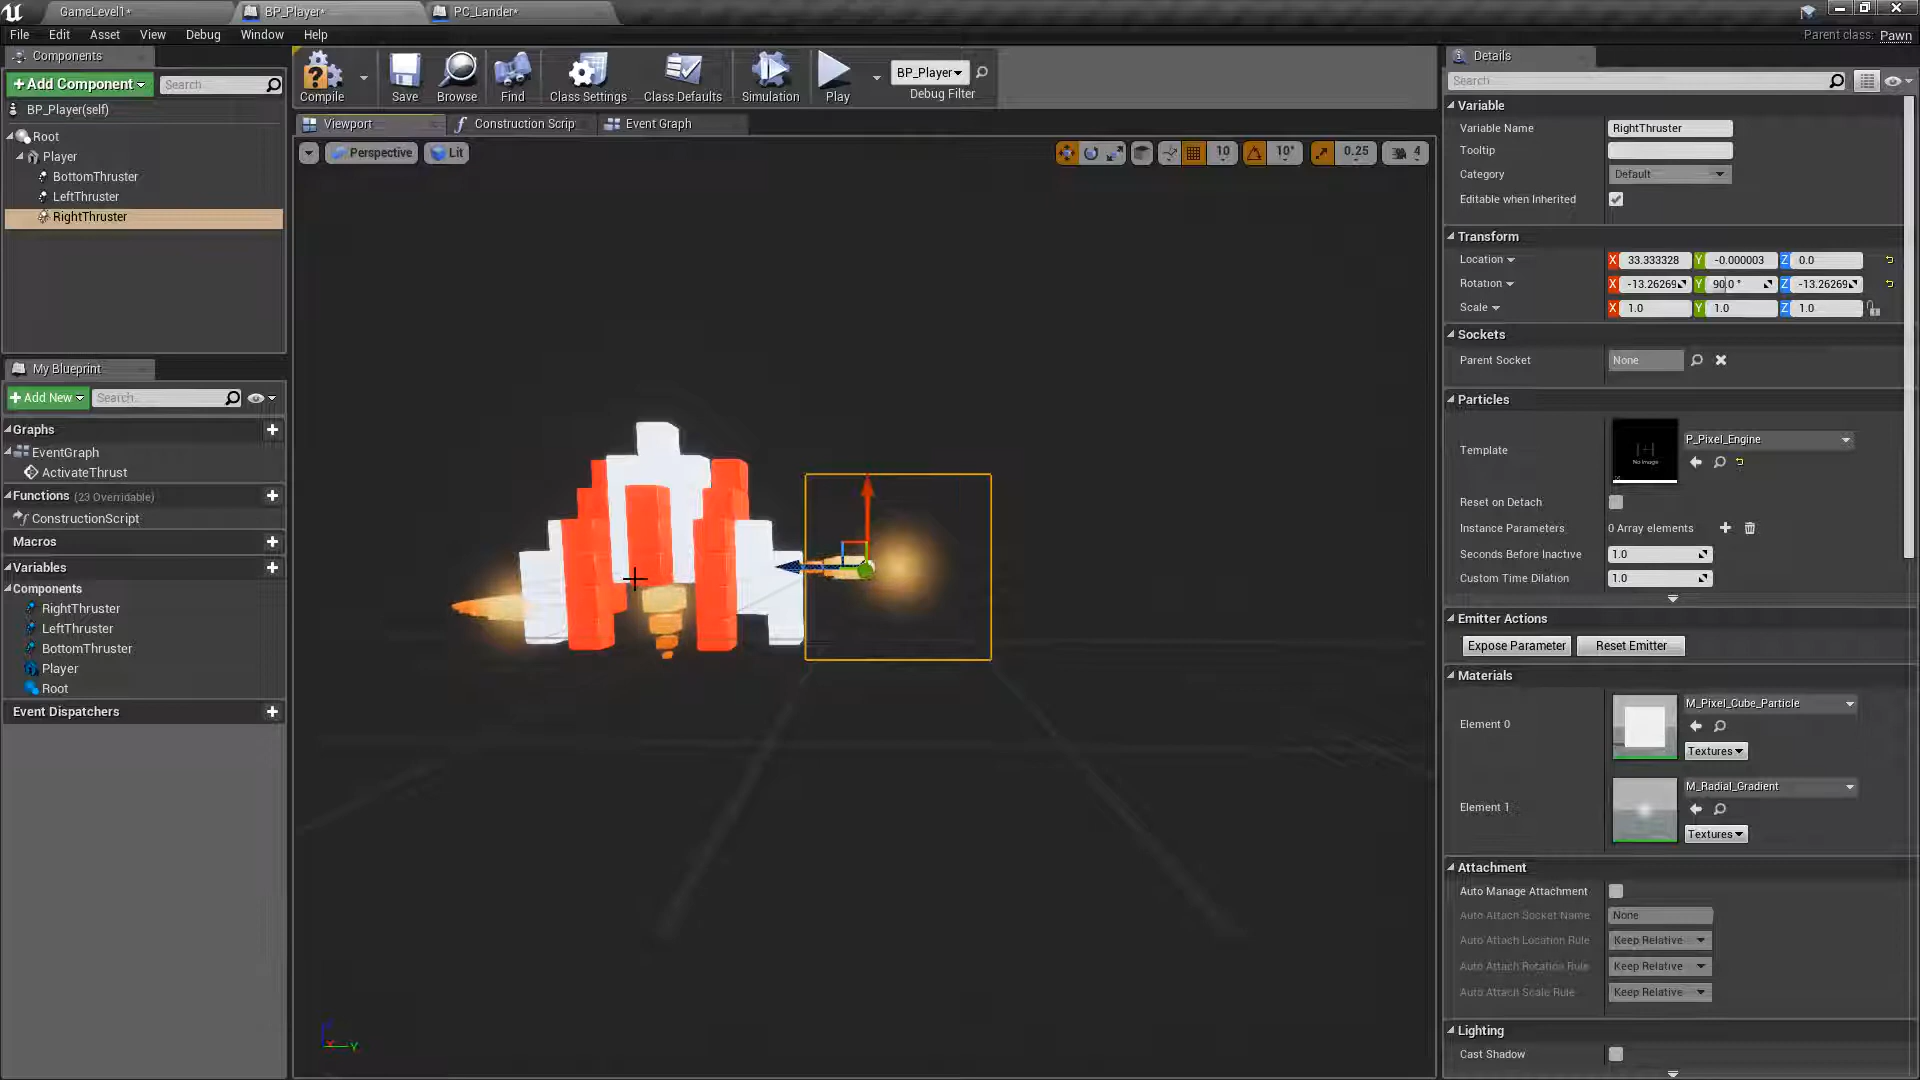 GameLevel1*
BP_Player*
PC_Lander*
File Edit Asset View Debug Window Help
Parent class: Pawn
Components
+Add Component
Search
BP_Player(self)
Root
Player
BottomThruster
LeftThruster
RightThruster
My Blueprint
+Add New
Search...
Graphs
EventGraph
ActivateThrust
Functions (23 Overridable)
ConstructionScript
Macros
Variables
Components
RightThruster
LeftThruster
BottomThruster
Player
Root
Event Dispatchers
Compile
Save
Browse
Find
Class Settings
Class Defaults
Simulation
Play
BP_Player
Debug Filter
Viewport
Construction Scrip
Event Graph
Perspective
Lit
10
10°
0.25
4
Y
Details
Search
Variable
Variable Name RightThruster
Tooltip
Category Default
Editable when Inherited
Transform
Location X 33.333328 Y -0.000003 Z 0.0
Rotation X -13.26269 Y 90.0 ° Z -13.26269
Scale X 1.0 Y 1.0 Z 1.0
Sockets
Parent Socket None
Particles
Template
No Image
P_Pixel_Engine
Reset on Detach
Instance Parameters 0 Array elements
Seconds Before Inactive 1.0
Custom Time Dilation 1.0
Emitter Actions
Expose Parameter Reset Emitter
Materials
Element 0
M_Pixel_Cube_Particle
Textures
Element 1
M_Radial_Gradient
Textures
Attachment
Auto Manage Attachment
Auto Attach Socket Name None
Auto Attach Location Rule Keep Relative
Auto Attach Rotation Rule Keep Relative
Auto Attach Scale Rule Keep Relative
Lighting
Cast Shadow